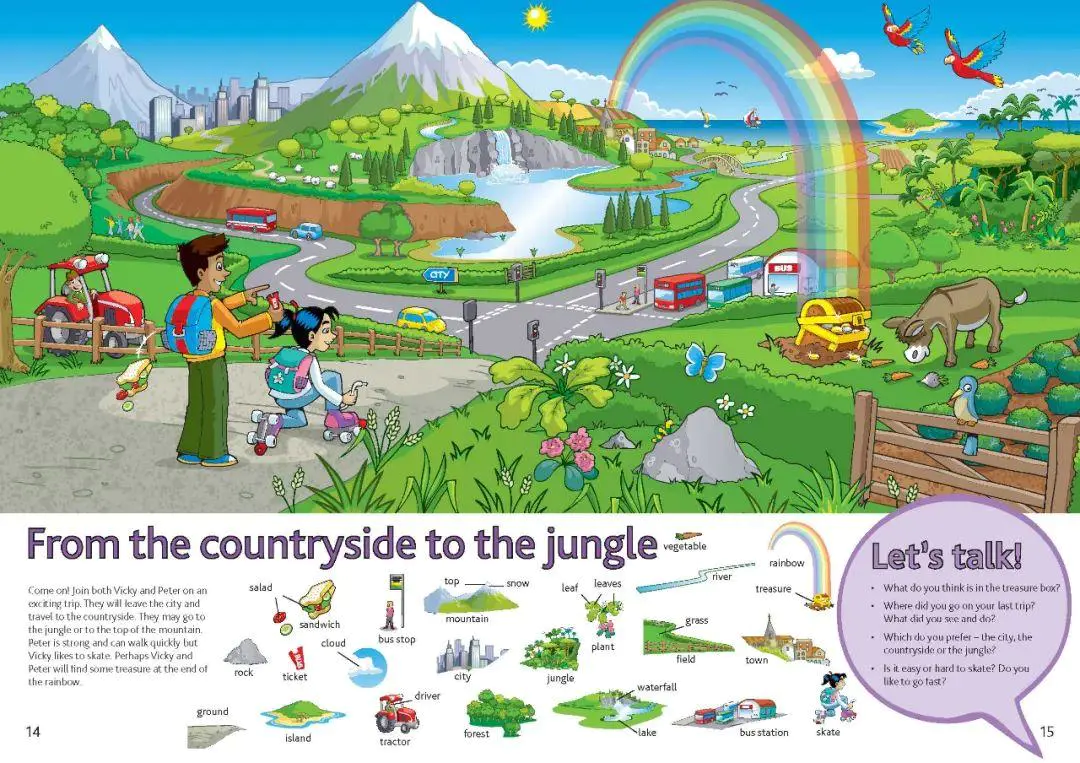 CITY
BUS
BUS
From the countryside to the jungle
Come on! Join both Vicky and Peter on an
exciting trip. They will leave the city and
travel to the countryside. They may go to
the jungle or to the top of the mountain.
Peter is strong and can walk quickly but
Vicky likes to skate. Perhaps Vicky and
Peter will find some treasure at the end of
the rainbow.
salad
sandwich
bus stop
top
snow
mountain
leaf
leaves
plant
vegetable
river
rainbow
treasure
rock
BUS
ticket
cloud
city
jungle
grass
field
town
ground
island
driver
tractor
forest
waterfall
lake
bus station
skate
Let's talk!
• What do you think is in the treasure box?
• Where did you go on your last trip?
What did you see and do?
• Which do you prefer – the city, the
countryside or the jungle?
• Is it easy or hard to skate? Do you
like to go fast?
14
15